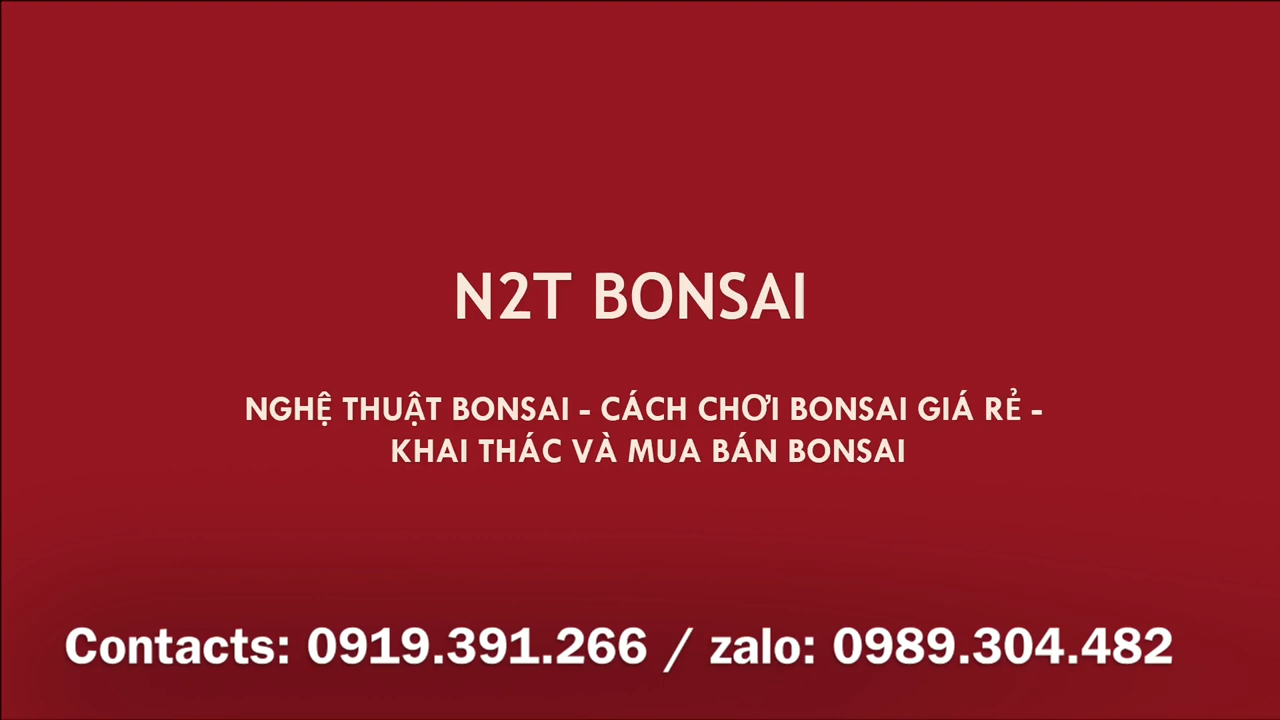 N2T BONSAI
NGHỆ THUẬT BONSAI - CÁCH CHƠI BONSAI GIÁ RẺ -
KHAI THÁC VÀ MUA BÁN BONSAI
Contacts: 0919.391.266 / zalo: 0989.304.482